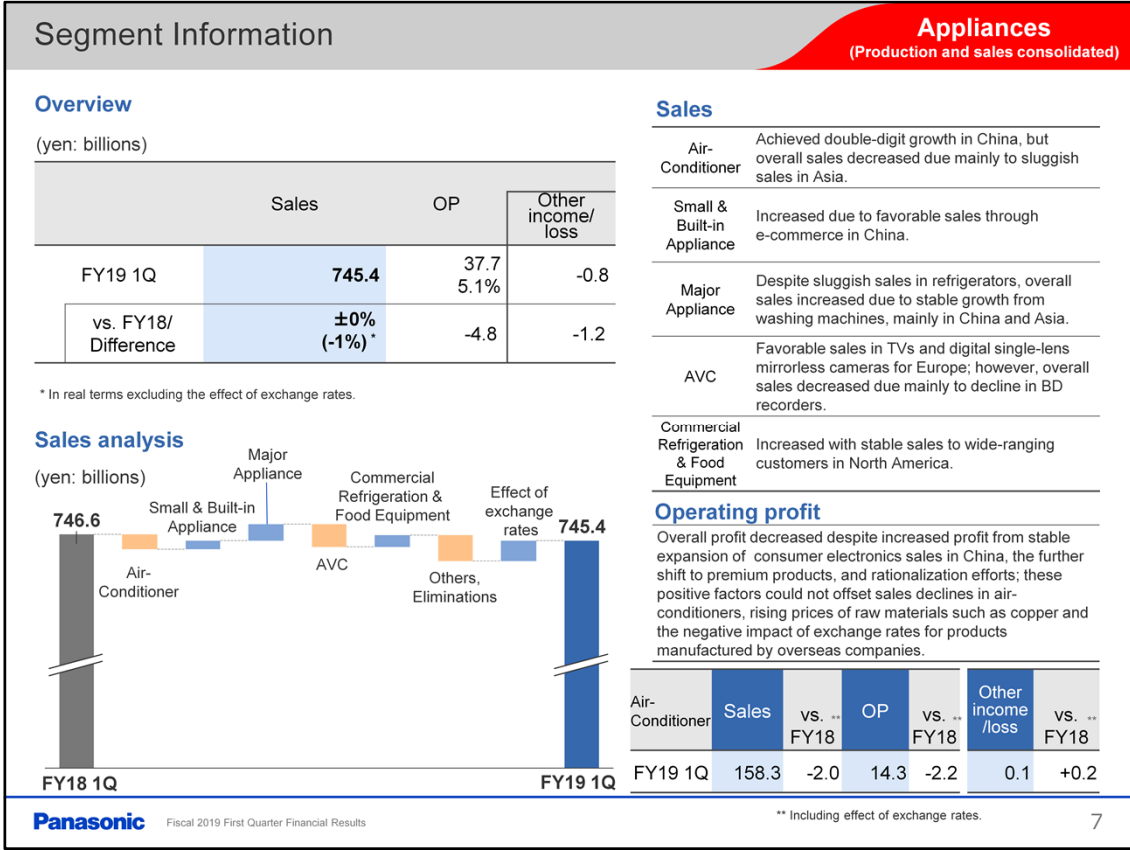 Segment Information
Appliances
(Production and sales consolidated)
Overview
(yen: billions)
Sales
OP
Other
income/
loss
FY19 1Q
745.4
37.7
5.1%
-0.8
vs. FY18/
Difference
±0%
(-1%) *
-4.8
-1.2
* In real terms excluding the effect of exchange rates.
Sales analysis
(yen: billions)
746.6
Air-
Conditioner
Small & Built-in
Appliance
Major
Appliance
AVC
Commercial
Refrigeration &
Food Equipment
Others,
Eliminations
Effect of
exchange
rates
745.4
FY18 1Q
FY19 1Q
Sales
Air-
Conditioner
Achieved double-digit growth in China, but
overall sales decreased due mainly to sluggish
sales in Asia.
Small &
Built-in
Appliance
Increased due to favorable sales through
e-commerce in China.
Major
Appliance
Despite sluggish sales in refrigerators, overall
sales increased due to stable growth from
washing machines, mainly in China and Asia.
AVC
Favorable sales in TVs and digital single-lens
mirrorless cameras for Europe; however, overall
sales decreased due mainly to decline in BD
recorders.
Commercial
Refrigeration
& Food
Equipment
Increased with stable sales to wide-ranging
customers in North America.
Operating profit
Overall profit decreased despite increased profit from stable
expansion of  consumer electronics sales in China, the further
shift to premium products, and rationalization efforts; these
positive factors could not offset sales declines in air-
conditioners, rising prices of raw materials such as copper and
the negative impact of exchange rates for products
manufactured by overseas companies.
Air-
Conditioner
Sales
vs. **
FY18
OP
vs. **
FY18
Other
income
/loss
vs. **
FY18
FY19 1Q
158.3
-2.0
14.3
-2.2
0.1
+0.2
Panasonic
Fiscal 2019 First Quarter Financial Results
** Including effect of exchange rates.
7